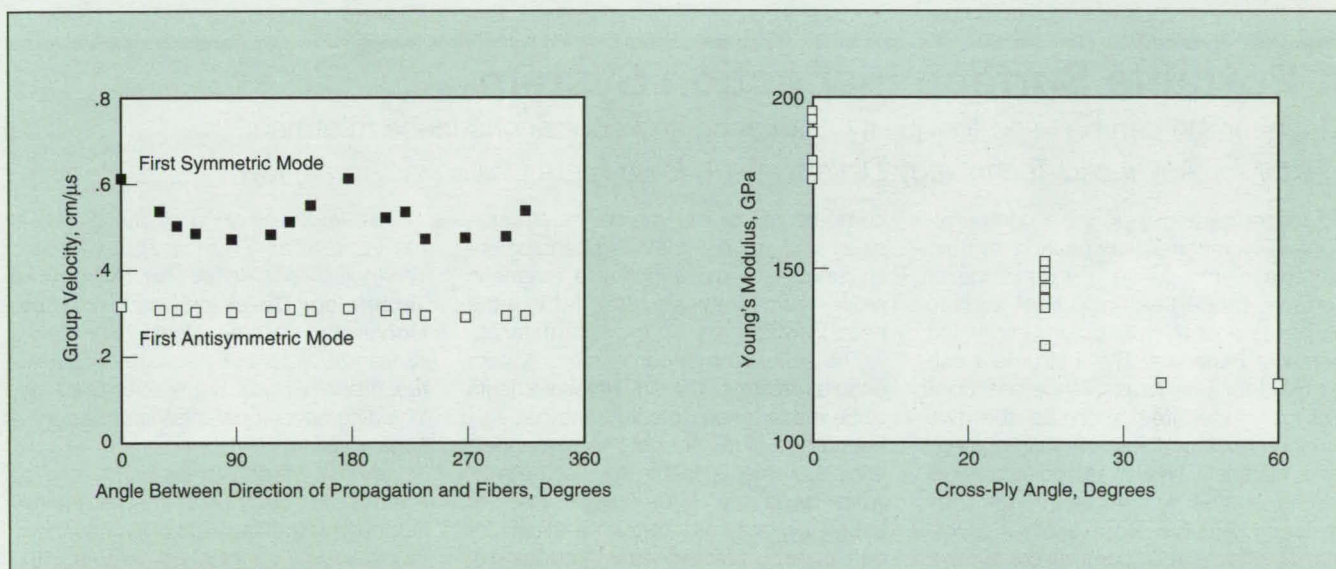 .8
.6
.4
.2
0
Group Velocity, cm/µs
First Symmetric Mode
First Antisymmetric Mode
0 90 180 270 360
Angle Between Direction of Propagation and Fibers, Degrees
200
150
100
Young's Modulus, GPa
0 20 30 60
Cross-Ply Angle, Degrees